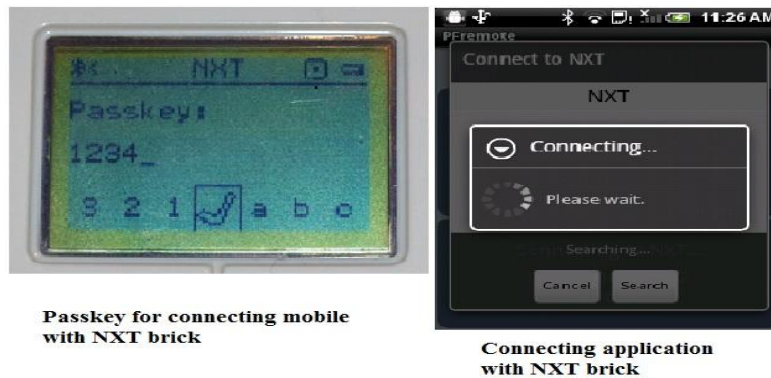 NXT
Passkey:
1234_
3 2 1 a b c
Passkey for connecting mobile
with NXT brick
11:26 AM
PFremote
Connect to NXT
NXT
Connecting...
Please wait.
Searching...
Cancel Search
Connecting application
with NXT brick